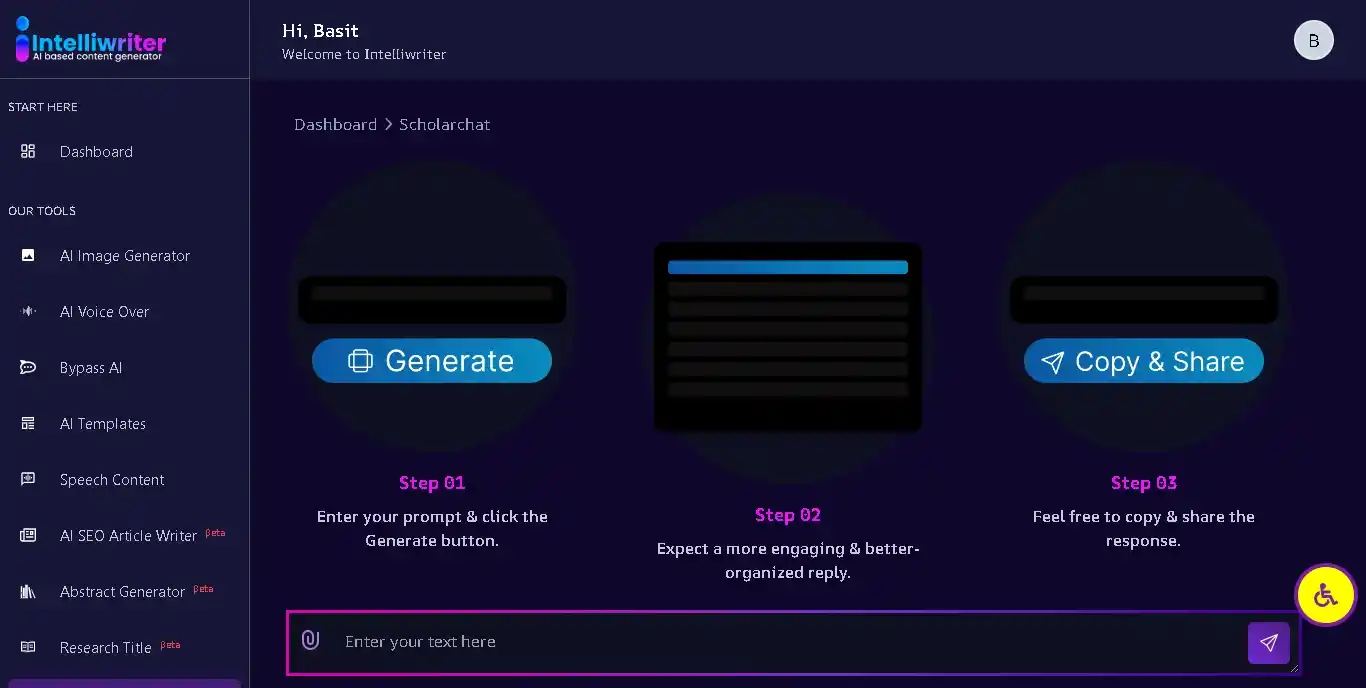 Intelliwriter
AI based content generator
Hi, Basit
Welcome to Intelliwriter
B
START HERE
Dashboard
OUR TOOLS
AI Image Generator
AI Voice Over
Bypass AI
AI Templates
Speech Content
AI SEO Article Writer Beta
Abstract Generator Beta
Research Title Beta
Dashboard > Scholarchat
Generate
Step 01
Enter your prompt & click the
Generate button.
Step 02
Expect a more engaging & better-
organized reply.
Copy & Share
Step 03
Feel free to copy & share the
response.
Enter your text here